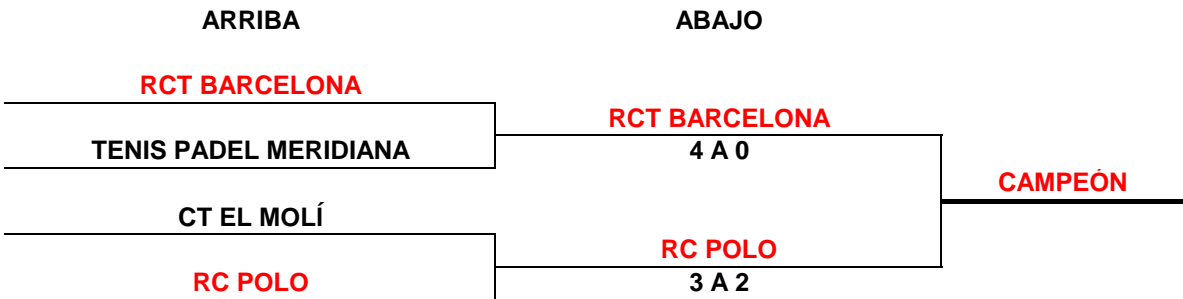 ARRIBA
ABAJO
RCT BARCELONA
RCT BARCELONA
TENIS PADEL MERIDIANA
4 A 0
CAMPEÓN
CT EL MOLÍ
RC POLO
RC POLO
3 A 2